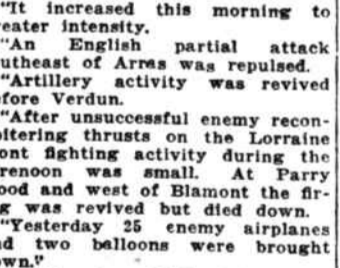 "It increased this morning to
eater intensity.
"An English partial attack
utheast of Arras was repulsed.
"Artillery activity was revived
fore Verdun.
"After unsuccessful enemy recon-
oitering thrusts on the Lorraine
ont fighting activity during the
renoon was small. At Parry
ood and west of Blamont the fir-
g was revived but died down.
"Yesterday 25 enemy airplanes
nd two balloons were brought
own."